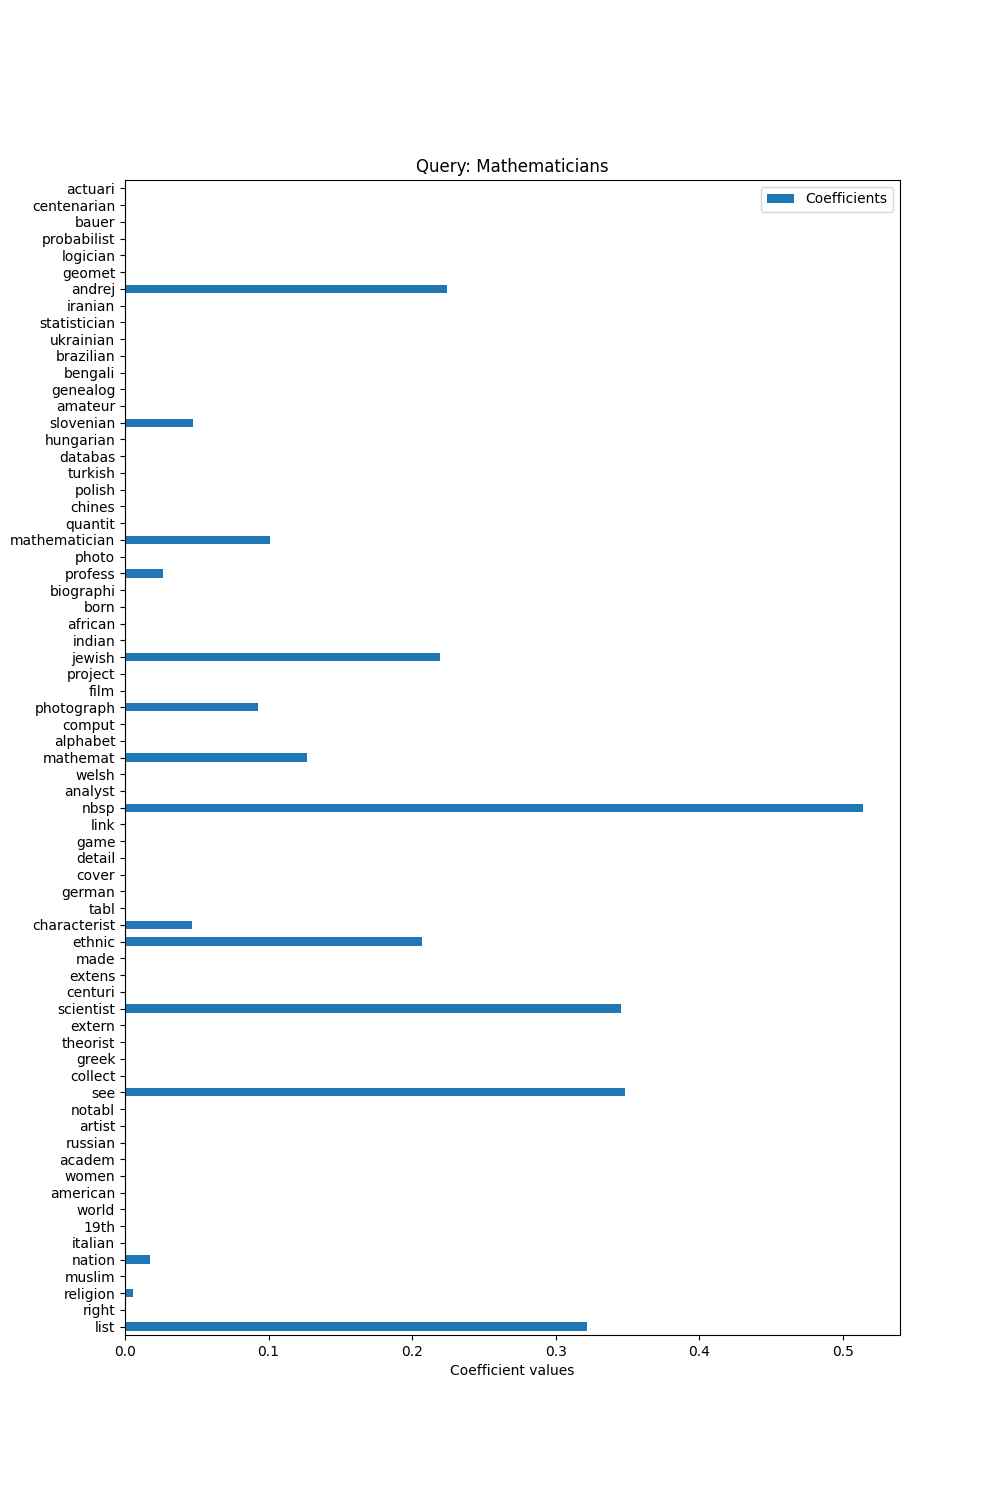 Query: Mathematicians
Coefficients
actuari
centenarian
bauer
probabilist
logician
geomet
andrej
iranian
statistician
ukrainian
brazilian
bengali
genealog
amateur
slovenian
hungarian
databas
turkish
polish
chines
quantit
mathematician
photo
profess
biographi
born
african
indian
jewish
project
film
photograph
comput
alphabet
mathemat
welsh
analyst
nbsp
link
game
detail
cover
german
tabl
characterist
ethnic
made
extens
centuri
scientist
extern
theorist
greek
collect
see
notabl
artist
russian
academ
women
american
world
19th
italian
nation
muslim
religion
right
list
0.0 0.1 0.2 0.3 0.4 0.5
Coefficient values